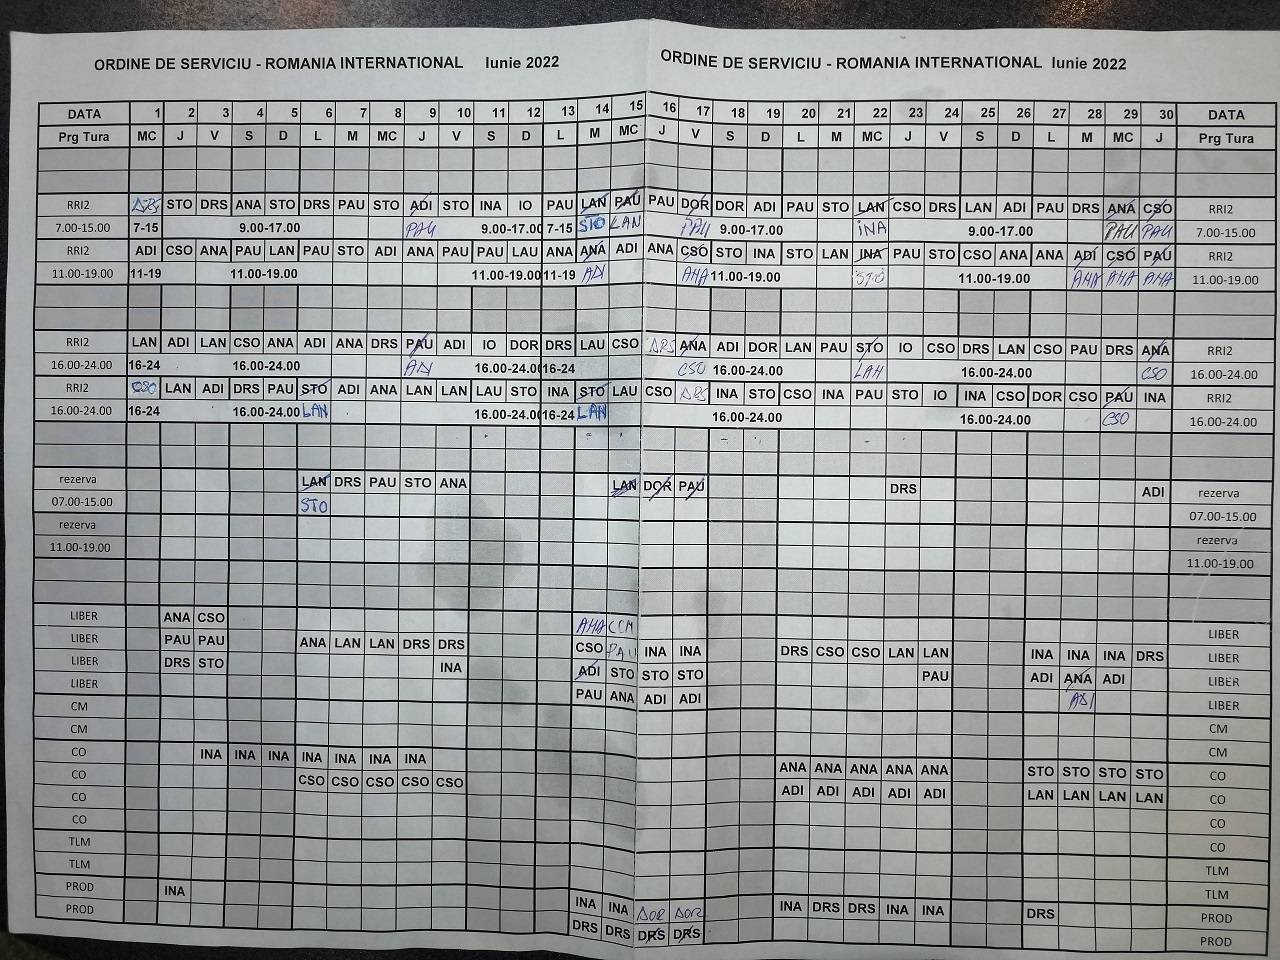 ORDINE DE SERVICIU - ROMANIA INTERNATIONAL Iunie 2022 ORDINE DE SERVICIU - ROMANIA INTERNATIONAL Iunie 2022
DATA 1 2 3 4 5 6 7 8 9 10 11 12 13 14 15 16 17 18 19 20 21 22 23 24 25 26 27 28 29 30 DATA
Prg Tura MC J V S D L M MC J V S D L M MC J V S D L M MC J V S D L M MC J Prg Tura
RRI2 DRS STO DRS ANA STO DRS PAU STO ADI STO INA IO PAU LAN PAU PAU DOR DOR ADI PAU STO LAN CSO DRS LAN ADI PAU DRS ANA CSO RRI2
7.00-15.00 7-15 9.00-17.00 PAU 9.00-17.00 7-15 STO LAN PAU 9.00-17.00 INA 9.00-17.00 PAU PAU 7.00-15.00
RRI2 ADI CSO ANA PAU LAN PAU STO ADI ANA PAU PAU LAU ANA ANA ADI ANA CSO STO INA STO LAN INA PAU STO CSO ANA ANA ADI CSO PAU RRI2
11.00-19.00 11-19 11.00-19.00 11.00-19.00 11-19 ADI ANA 11.00-19.00 STO 11.00-19.00 ANA ANA ANA 11.00-19.00
RRI2 LAN ADI LAN CSO ANA ADI ANA DRS PAU ADI IO DOR DRS LAU CSO DRS ANA ADI DOR LAN PAU STO IO CSO DRS LAN CSO PAU DRS ANA RRI2
16.00-24.00 16-24 16.00-24.00 ADI 16.00-24.00 16-24 CSO 16.00-24.00 LAN 16.00-24.00 CSO 16.00-24.00
RRI2 CSO LAN ADI DRS PAU STO ADI ANA LAN LAN LAU STO INA STO LAU CSO DRS INA STO CSO INA PAU STO IO INA CSO DOR CSO PAU INA RRI2
16.00-24.00 16-24 16.00-24.00 LAN 16.00-24.00 16-24 LAN 16.00-24.00 16.00-24.00 CSO 16.00-24.00
rezerva LAN DRS PAU STO ANA LAN DOR PAU DRS ADI rezerva
07.00-15.00 STO 07.00-15.00
rezerva rezerva
11.00-19.00 11.00-19.00
LIBER ANA CSO ANA CCM LIBER
LIBER PAU PAU ANA LAN LAN DRS DRS CSO PAU INA INA DRS CSO CSO LAN LAN INA INA INA DRS LIBER
LIBER DRS STO INA ADI STO STO STO PAU ADI ANA ADI LIBER
LIBER PAU ANA ADI ADI ADI LIBER
CM CM
CM CM
CO INA INA INA INA INA INA INA ANA ANA ANA ANA ANA STO STO STO STO CO
CO CSO CSO CSO CSO CSO ADI ADI ADI ADI ADI LAN LAN LAN LAN CO
CO CO
CO CO
TLM TLM
TLM TLM
PROD INA INA INA DOR DOR INA DRS DRS INA INA DRS PROD
PROD DRS DRS DRS DRS PROD